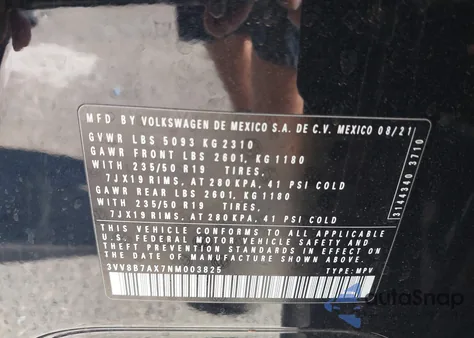 MFD BY VOLKSWAGEN DE MEXICO S.A. DE C.V. MEXICO 08/21
GVWR LBS 5093 KG 2310
GAWR FRONT LBS 2601, KG 1180
WITH 235/50 R19 TIRES,
7JX19 RIMS, AT 280 KPA, 41 PSI COLD
GAWR REAR LBS 2601, KG 1180
WITH 235/50 R19 TIRES,
7JX19 RIMS, AT 280 KPA, 41 PSI COLD
THIS VEHICLE CONFORMS TO ALL APPLICABLE
U.S. FEDERAL MOTOR VEHICLE SAFETY AND
THEFT PREVENTION STANDARDS IN EFFECT ON
THE DATE OF MANUFACTURE SHOWN ABOVE.
3VV8B7AX7NM003825 TYPE: MPV
3144340 3710
AutoSnap